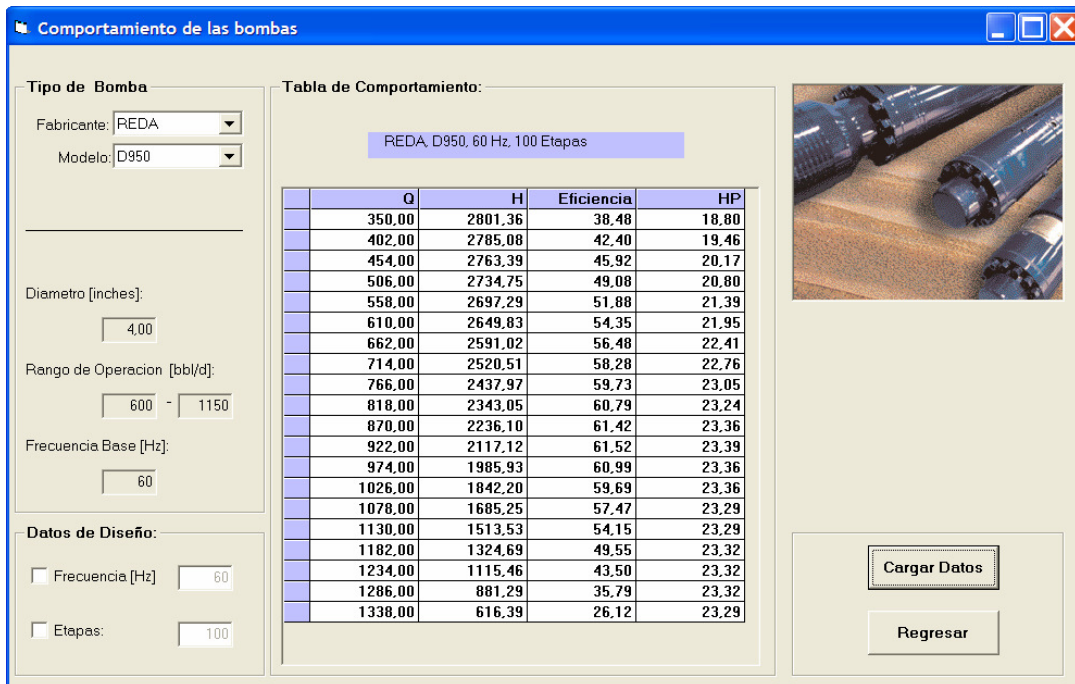 Comportamiento de las bombas
Tipo de Bomba
Fabricante: REDA
Modelo: D950
Diametro [inches]:
4,00
Rango de Operacion [bbl/d]:
600 - 1150
Frecuencia Base [Hz]:
60
Datos de Diseño:
Frecuencia [Hz] 60
Etapas: 100
Tabla de Comportamiento:
REDA, D950, 60 Hz, 100 Etapas
Q H Eficiencia HP
350,00 2801,36 38,48 18,80
402,00 2785,08 42,40 19,46
454,00 2763,39 45,92 20,17
506,00 2734,75 49,08 20,80
558,00 2697,29 51,88 21,39
610,00 2649,83 54,35 21,95
662,00 2591,02 56,48 22,41
714,00 2520,51 58,28 22,76
766,00 2437,97 59,73 23,05
818,00 2343,05 60,79 23,24
870,00 2236,10 61,42 23,36
922,00 2117,12 61,52 23,39
974,00 1985,93 60,99 23,36
1026,00 1842,20 59,69 23,36
1078,00 1685,25 57,47 23,29
1130,00 1513,53 54,15 23,29
1182,00 1324,69 49,55 23,32
1234,00 1115,46 43,50 23,32
1286,00 881,29 35,79 23,32
1338,00 616,39 26,12 23,29
Cargar Datos
Regresar